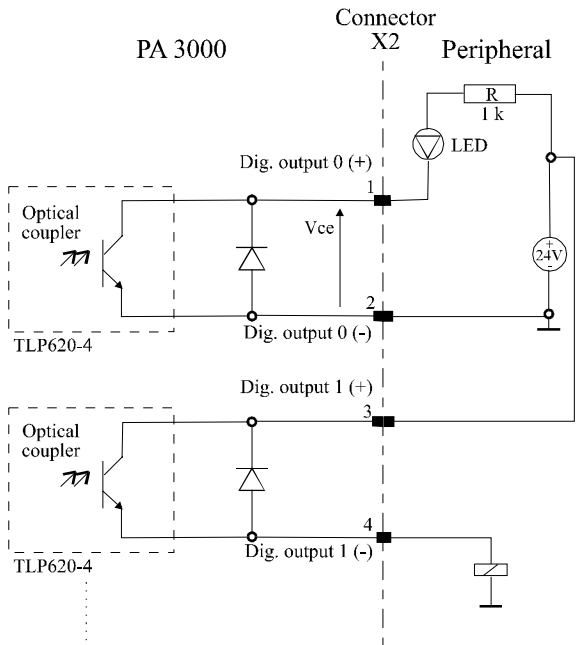 Connector
X2
PA 3000
Peripheral
R
1 k
LED
Dig. output 0 (+)
1
Optical
coupler
Vce
+
24V
-
2
Dig. output 0 (-)
TLP620-4
Dig. output 1 (+)
3
Optical
coupler
4
Dig. output 1 (-)
TLP620-4